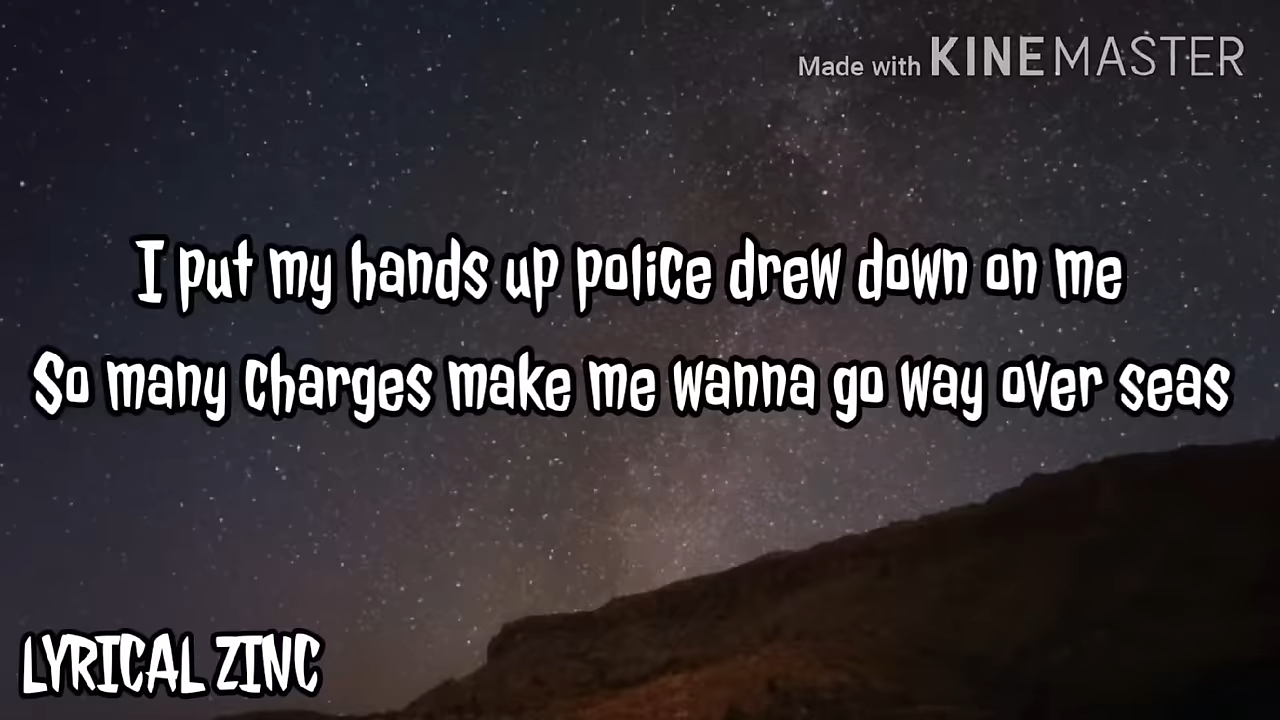 Made with KINEMASTER
I put my hands up police drew down on me
So many charges make me wanna go way over seas
LYRICAL ZINC